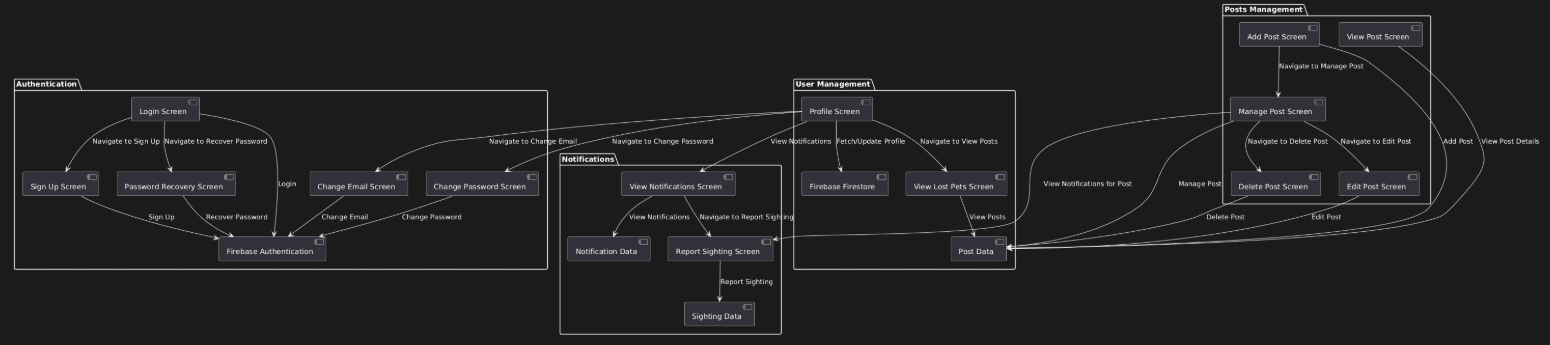 Posts Management
Add Post Screen
View Post Screen
Navigate to Manage Post
Authentication
User Management
Login Screen
Profile Screen
Manage Post Screen
Navigate to Sign Up
Navigate to Recover Password
Navigate to Change Email
Navigate to Change Password
View Notifications
Fetch/Update Profile
Navigate to View Posts
Navigate to Delete Post
Navigate to Edit Post
Add Post
View Post Details
Notifications
Sign Up Screen
Password Recovery Screen
Login
Change Email Screen
Change Password Screen
View Notifications Screen
Firebase Firestore
View Lost Pets Screen
View Notifications for Post
Manage Post
Delete Post Screen
Edit Post Screen
Sign Up
Recover Password
Change Email
Change Password
View Notifications
Navigate to Report Sighting
View Posts
Delete Post
Edit Post
Firebase Authentication
Notification Data
Report Sighting Screen
Post Data
Report Sighting
Sighting Data